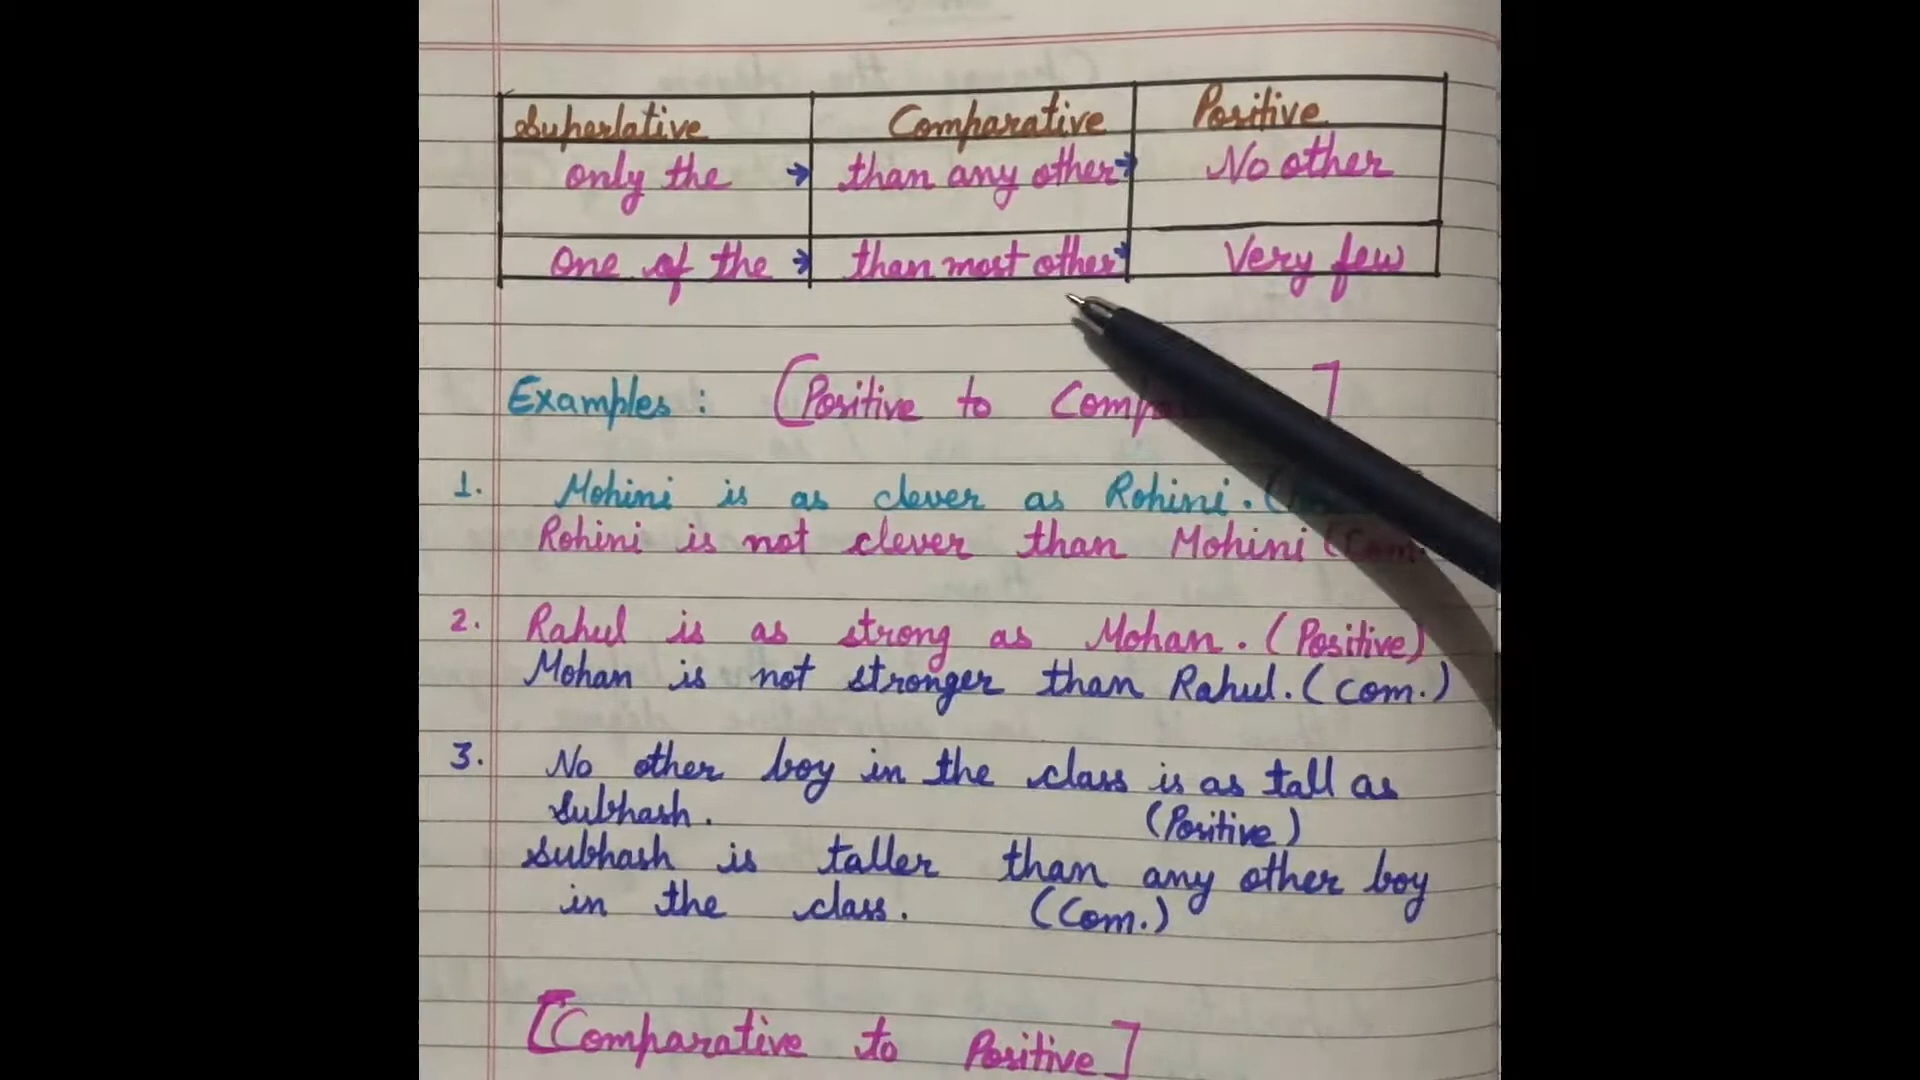 Superlative Comparative Positive
only the → than any other → No other
one of the → than most other → Very few
Examples : [Positive to
1. Mohini is as clever as Rohini.
Rohini is not clever than Mohini (Com.
2. Rahul is as strong as Mohan. (Positive)
Mohan is not stronger than Rahul. (com.)
3. No other boy in the class is as tall as
Subhash. (Positive)
Subhash is taller than any other boy
in the class. (Com.)
[Comparative to Positive]